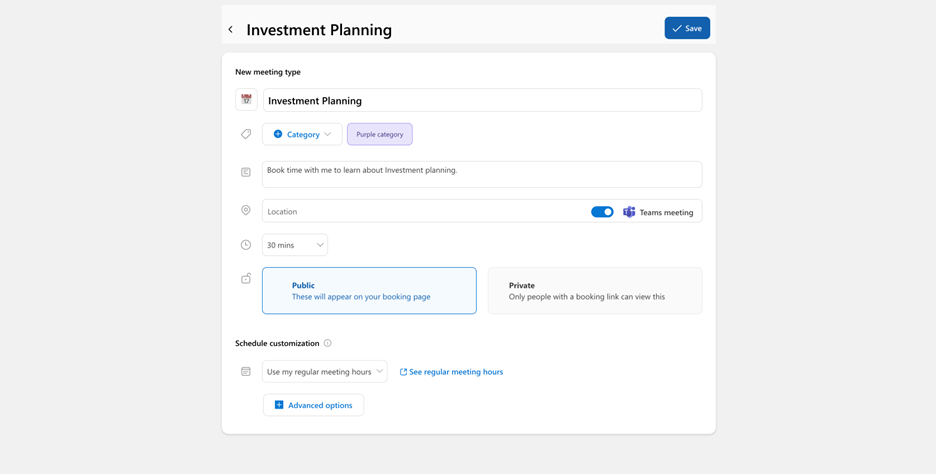 Investment Planning
Save
New meeting type
17
Investment Planning
Category
Purple category
Book time with me to learn about Investment planning.
Location
Teams meeting
30 mins
Public
These will appear on your booking page
Private
Only people with a booking link can view this
Schedule customization
Use my regular meeting hours
See regular meeting hours
Advanced options